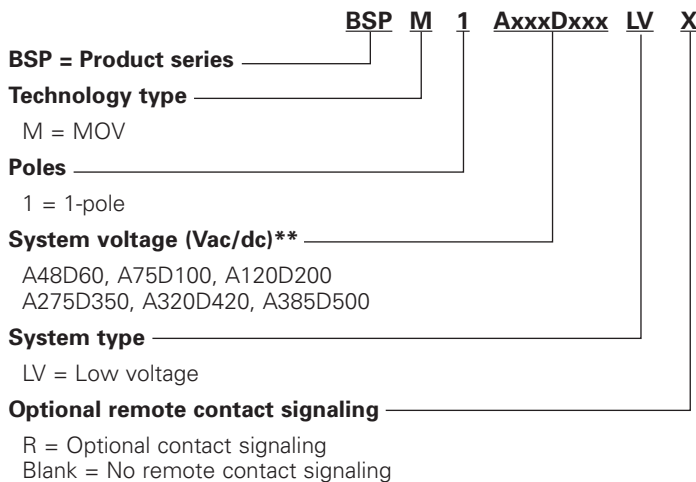 BSP M 1 AxxxDxxx LV X
BSP = Product series
Technology type
M = MOV
Poles
1 = 1-pole
System voltage (Vac/dc)**
A48D60, A75D100, A120D200
A275D350, A320D420, A385D500
System type
LV = Low voltage
Optional remote contact signaling
R = Optional contact signaling
Blank = No remote contact signaling